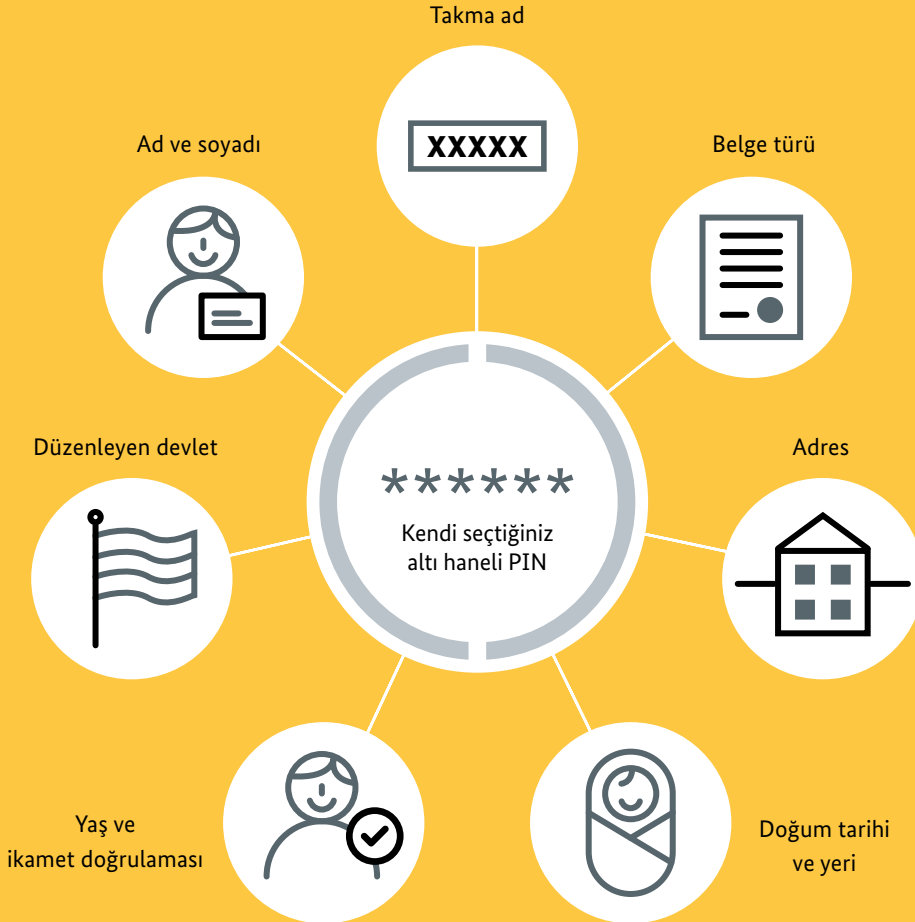 Takma ad
XXXXX
Ad ve soyadı
Belge türü
Düzenleyen devlet
Adres
******
Kendi seçtiğiniz
altı haneli PIN
Yaş ve
ikamet doğrulaması
Doğum tarihi
ve yeri